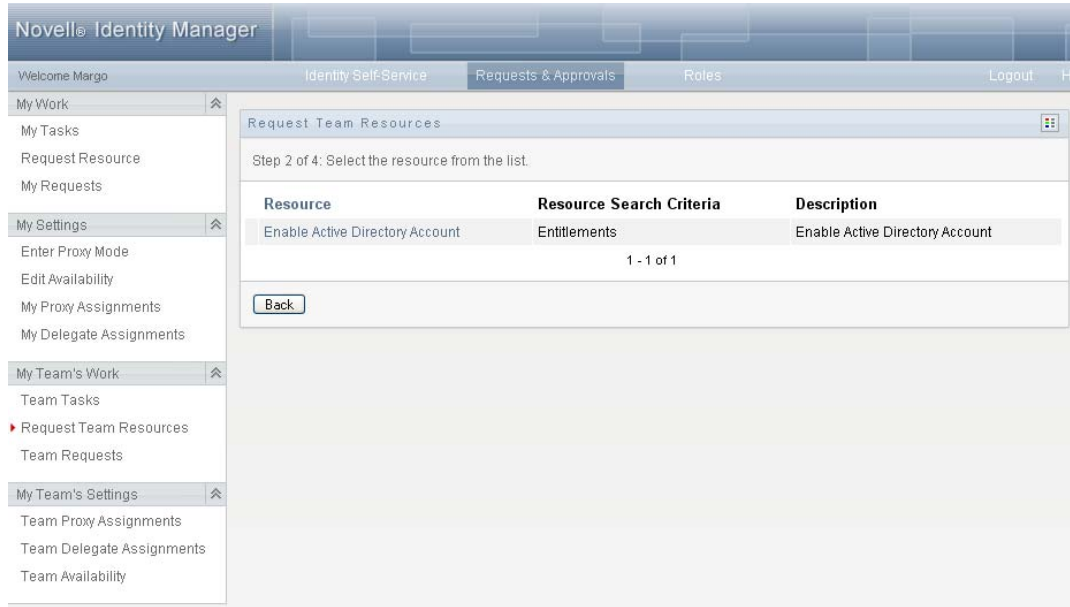 Novell® Identity Manager
Welcome Margo
Identity Self-Service
Requests & Approvals
Roles
Logout
My Work
My Tasks
Request Resource
My Requests
My Settings
Enter Proxy Mode
Edit Availability
My Proxy Assignments
My Delegate Assignments
My Team's Work
Team Tasks
Request Team Resources
Team Requests
My Team's Settings
Team Proxy Assignments
Team Delegate Assignments
Team Availability
Request Team Resources
Step 2 of 4: Select the resource from the list.
Resource Resource Search Criteria Description
Enable Active Directory Account Entitlements Enable Active Directory Account
1 - 1 of 1
Back